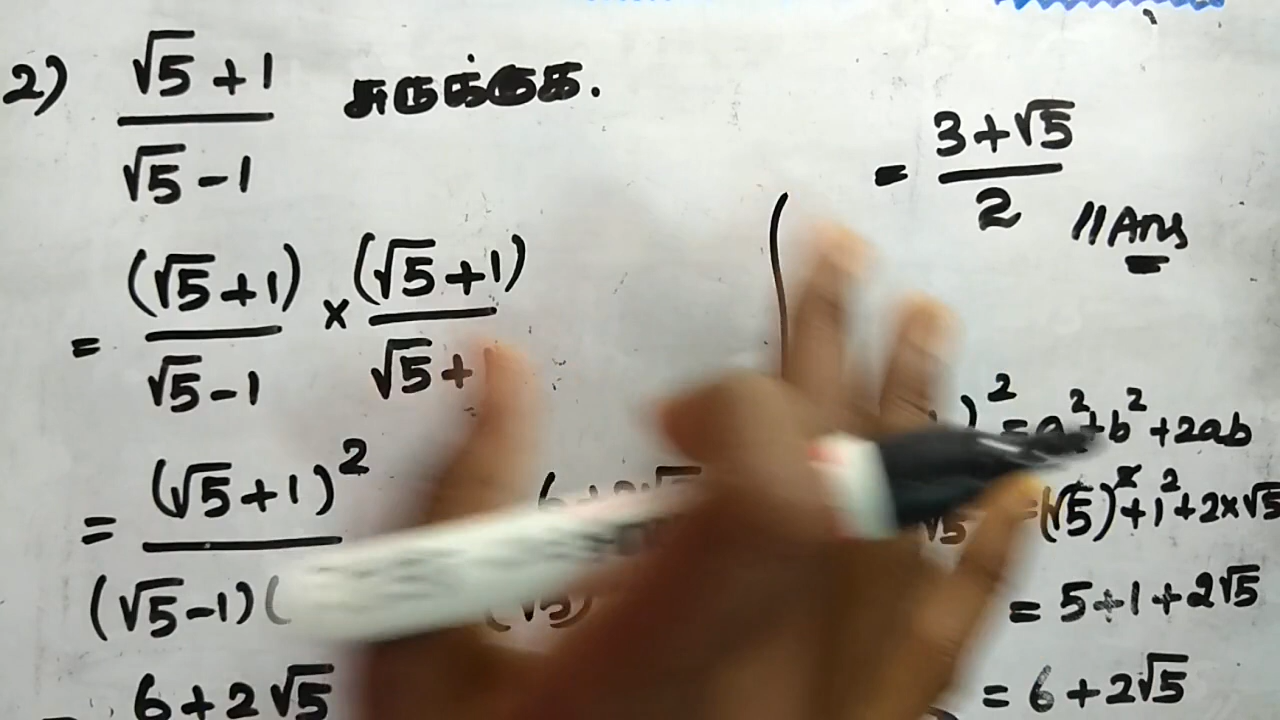 2) (√5 + 1)/(√5 - 1) சுருக்குக.
= (√5 + 1)/(√5 - 1) × (√5 + 1)/(√5 +
= (√5 + 1)²/(√5 - 1)(
6 + 2√5
= (3 + √5)/2 //Ans
)² = a² + b² + 2ab
= (√5)² + 1² + 2×√5
= 5 + 1 + 2√5
= 6 + 2√5